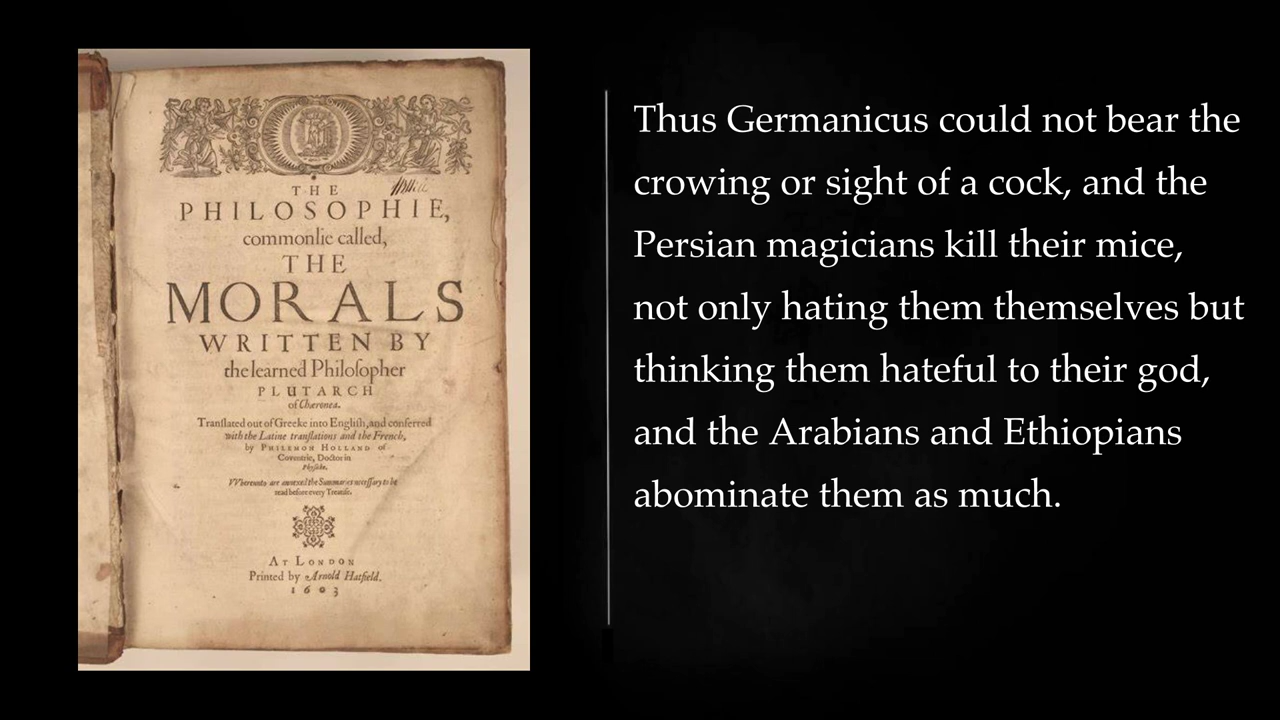 THE
PHILOSOPHIE,
commonlie called,
THE
MORALS
WRITTEN BY
the learned Philoſopher
PLUTARCH
of Chæronea.
Tranſlated out of Greeke into Engliſh, and conferred
with the Latine tranſlations and the French,
by PHILEMON HOLLAND of
Coventrie, Doctor in
Phyſicke.
VVhereunto are annexed the Summaries neceſſary to be
read before every Treatiſe.
AT LONDON
Printed by Arnold Hatfield.
1603
Thus Germanicus could not bear the
crowing or sight of a cock, and the
Persian magicians kill their mice,
not only hating them themselves but
thinking them hateful to their god,
and the Arabians and Ethiopians
abominate them as much.